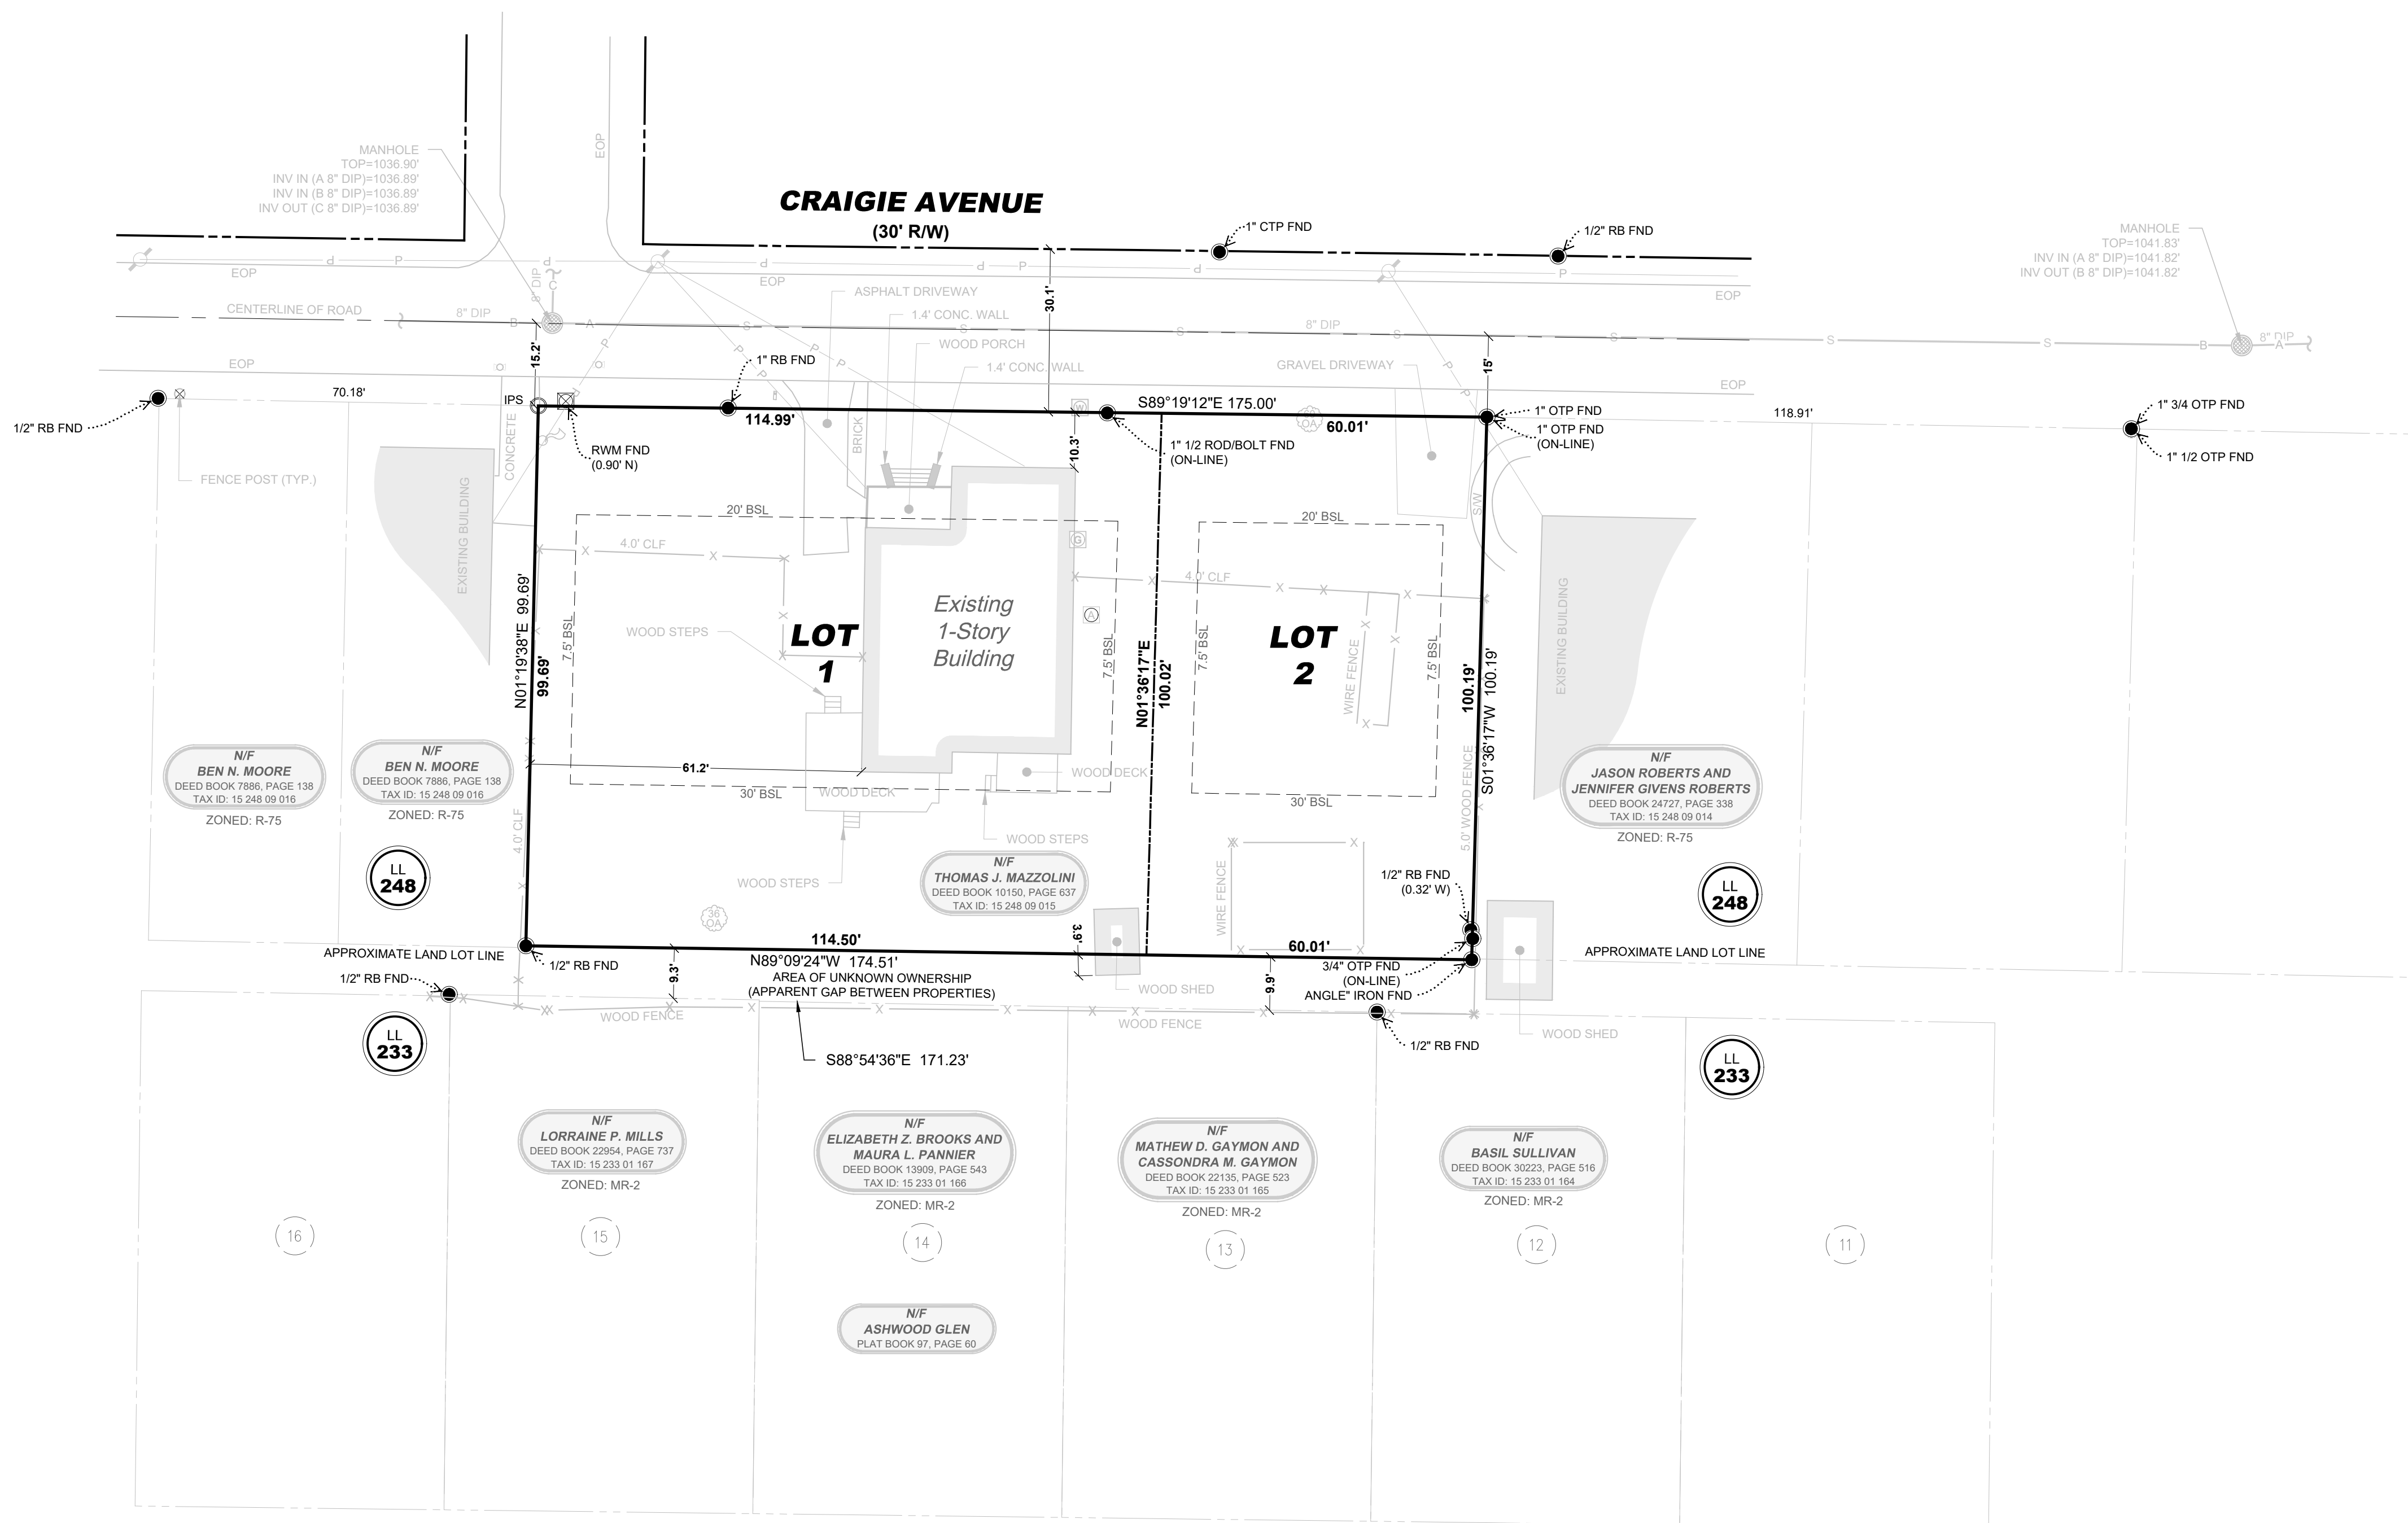 MANHOLE
TOP=1036.90'
INV IN (A 8" DIP)=1036.89'
INV IN (B 8" DIP)=1036.89'
INV OUT (C 8" DIP)=1036.89'
EOP
CRAIGIE AVENUE
(30' R/W)
1" CTP FND
1/2" RB FND
MANHOLE
TOP=1041.83'
INV IN (A 8" DIP)=1041.82'
INV OUT (B 8" DIP)=1041.82'
P
P
P
P
P
P
P
P
EOP
EOP
EOP
8" DIP
C
ASPHALT DRIVEWAY
30.1'
CENTERLINE OF ROAD
8" DIP
B
A
S
S
S
8" DIP
S
S
S
S
B
8" DIP
A
1.4' CONC. WALL
WOOD PORCH
15.2'
P
P
P
P
P
1" RB FND
1.4' CONC. WALL
GRAVEL DRIVEWAY
15'
P
P
EOP
EOP
70.18'
IPS
1/2" RB FND
S89°19'12"E 175.00'
114.99'
60.01'
W
OA
1" OTP FND
1" OTP FND
(ON-LINE)
118.91'
1" 3/4 OTP FND
1" 1/2 OTP FND
RWM FND
(0.90' N)
CONCRETE
BRICK
10.3'
1" 1/2 ROD/BOLT FND
(ON-LINE)
FENCE POST (TYP.)
EXISTING BUILDING
20' BSL
20' BSL
S/W
4.0' CLF
G
4.0' CLF
EXISTING BUILDING
N01°19'38"E 99.69'
99.69'
7.5' BSL
WOOD STEPS
LOT
1
Existing
1-Story
Building
A
7.5' BSL
N01°36'17"E
100.02'
7.5' BSL
LOT
2
WIRE FENCE
7.5' BSL
100.19'
S01°36'17"W 100.19'
N/F
BEN N. MOORE
DEED BOOK 7886, PAGE 138
TAX ID: 15 248 09 016
ZONED: R-75
N/F
BEN N. MOORE
DEED BOOK 7886, PAGE 138
TAX ID: 15 248 09 016
ZONED: R-75
61.2'
WOOD DECK
WOOD DECK
30' BSL
30' BSL
4.0' CLF
5.0' WOOD FENCE
N/F
JASON ROBERTS AND
JENNIFER GIVENS ROBERTS
DEED BOOK 24727, PAGE 338
TAX ID: 15 248 09 014
ZONED: R-75
WOOD STEPS
WOOD STEPS
N/F
THOMAS J. MAZZOLINI
DEED BOOK 10150, PAGE 637
TAX ID: 15 248 09 015
LL
248
36
OA
WIRE FENCE
1/2" RB FND
(0.32' W)
LL
248
APPROXIMATE LAND LOT LINE
114.50'
3.9'
60.01'
APPROXIMATE LAND LOT LINE
1/2" RB FND
1/2" RB FND
N89°09'24"W 174.51'
AREA OF UNKNOWN OWNERSHIP
(APPARENT GAP BETWEEN PROPERTIES)
9.3'
9.9'
WOOD SHED
3/4" OTP FND
(ON-LINE)
ANGLE" IRON FND
WOOD FENCE
WOOD FENCE
WOOD SHED
1/2" RB FND
LL
233
S88°54'36"E 171.23'
LL
233
N/F
LORRAINE P. MILLS
DEED BOOK 22954, PAGE 737
TAX ID: 15 233 01 167
ZONED: MR-2
N/F
ELIZABETH Z. BROOKS AND
MAURA L. PANNIER
DEED BOOK 13909, PAGE 543
TAX ID: 15 233 01 166
ZONED: MR-2
N/F
MATHEW D. GAYMON AND
CASSONDRA M. GAYMON
DEED BOOK 22135, PAGE 523
TAX ID: 15 233 01 165
ZONED: MR-2
N/F
BASIL SULLIVAN
DEED BOOK 30223, PAGE 516
TAX ID: 15 233 01 164
ZONED: MR-2
16
15
14
13
12
11
N/F
ASHWOOD GLEN
PLAT BOOK 97, PAGE 60